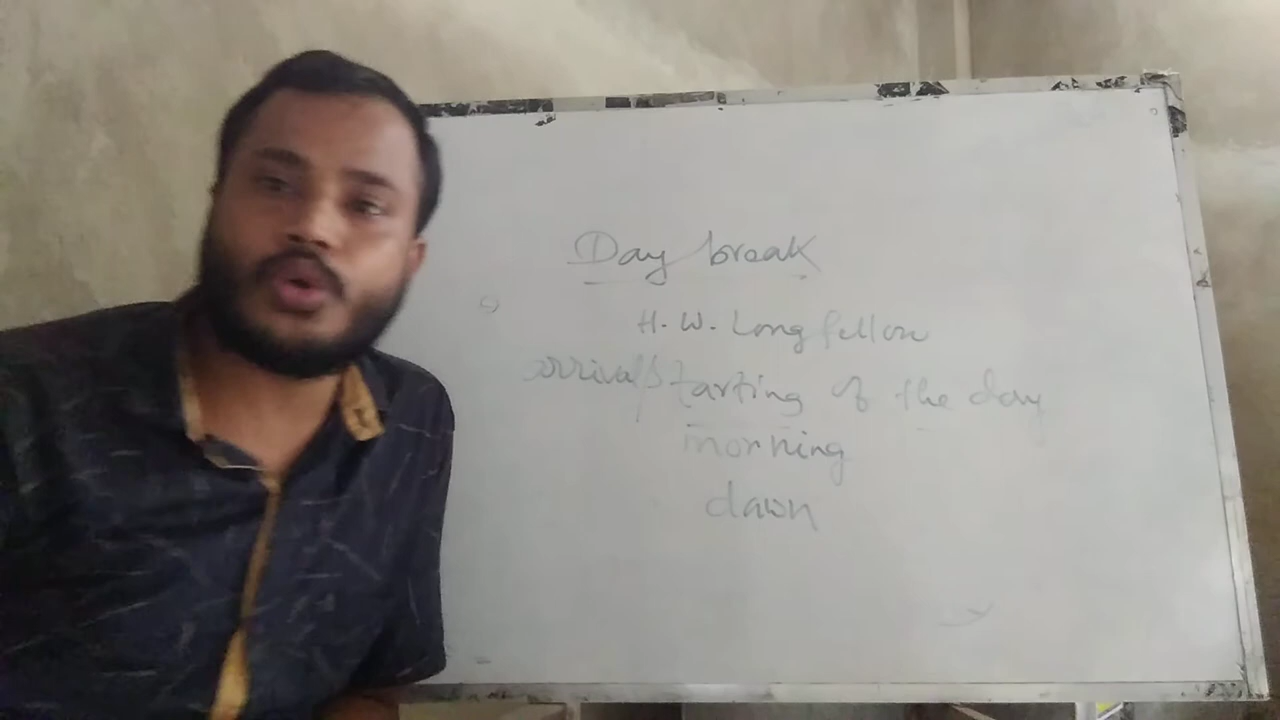 Day break
H. W. Longfellow
arrival/starting of the day
morning
dawn